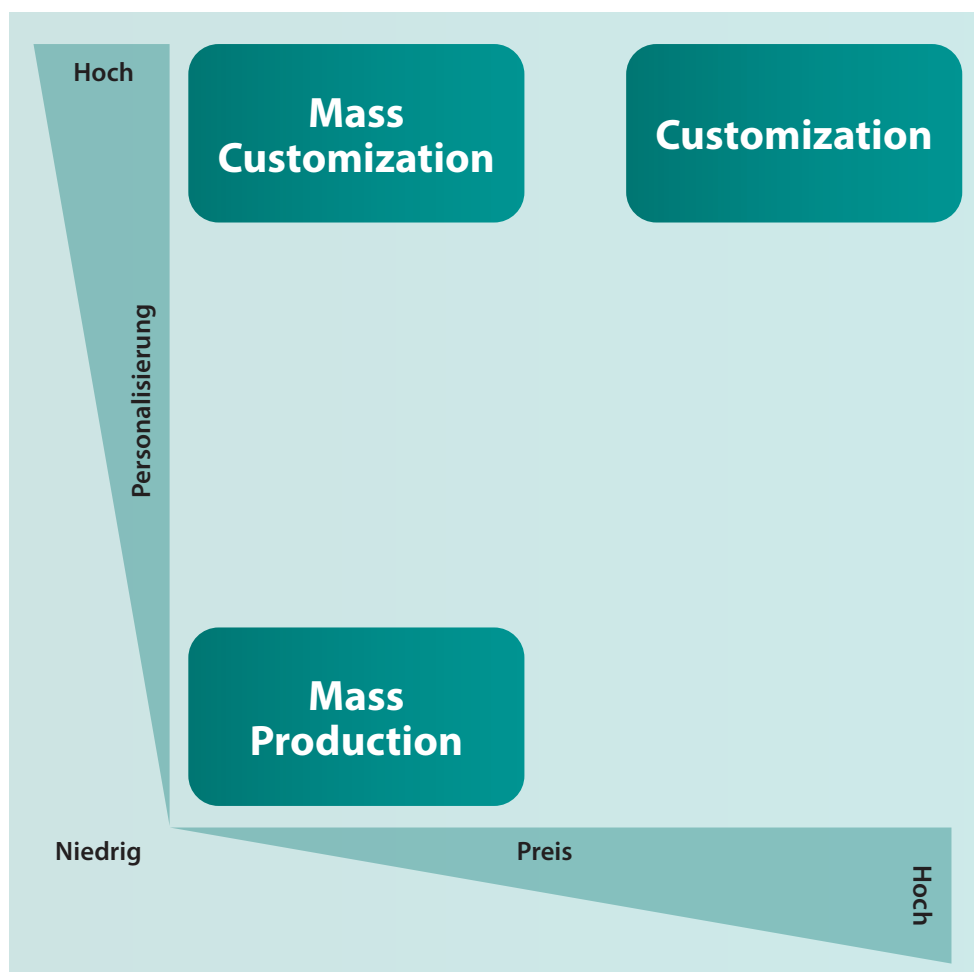 Hoch
Mass
Customization
Customization
Personalisierung
Mass
Production
Niedrig
Preis
Hoch